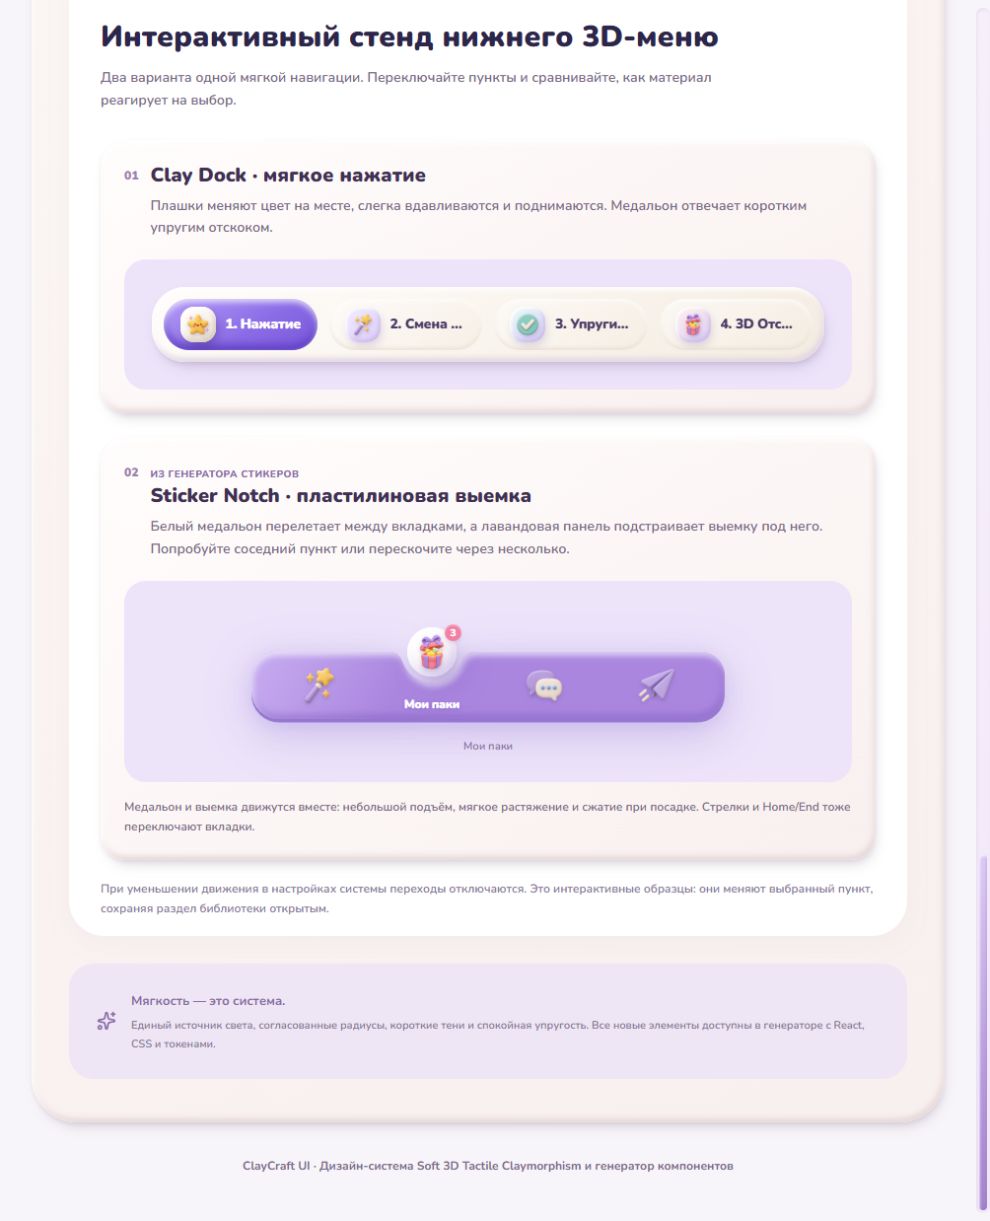 Интерактивный стенд нижнего 3D-меню
Два варианта одной мягкой навигации. Переключайте пункты и сравнивайте, как материал
реагирует на выбор.
01 Clay Dock · мягкое нажатие
Плашки меняют цвет на месте, слегка вдавливаются и поднимаются. Медальон отвечает коротким
упругим отскоком.
1. Нажатие 2. Смена ... 3. Упруги... 4. 3D Отс...
02 ИЗ ГЕНЕРАТОРА СТИКЕРОВ
Sticker Notch · пластилиновая выемка
Белый медальон перелетает между вкладками, а лавандовая панель подстраивает выемку под него.
Попробуйте соседний пункт или перескочите через несколько.
3
Мои паки
Мои паки
Медальон и выемка движутся вместе: небольшой подъём, мягкое растяжение и сжатие при посадке. Стрелки и Home/End тоже
переключают вкладки.
При уменьшении движения в настройках системы переходы отключаются. Это интерактивные образцы: они меняют выбранный пункт,
сохраняя раздел библиотеки открытым.
Мягкость — это система.
Единый источник света, согласованные радиусы, короткие тени и спокойная упругость. Все новые элементы доступны в генераторе с React,
CSS и токенами.
ClayCraft UI · Дизайн-система Soft 3D Tactile Claymorphism и генератор компонентов